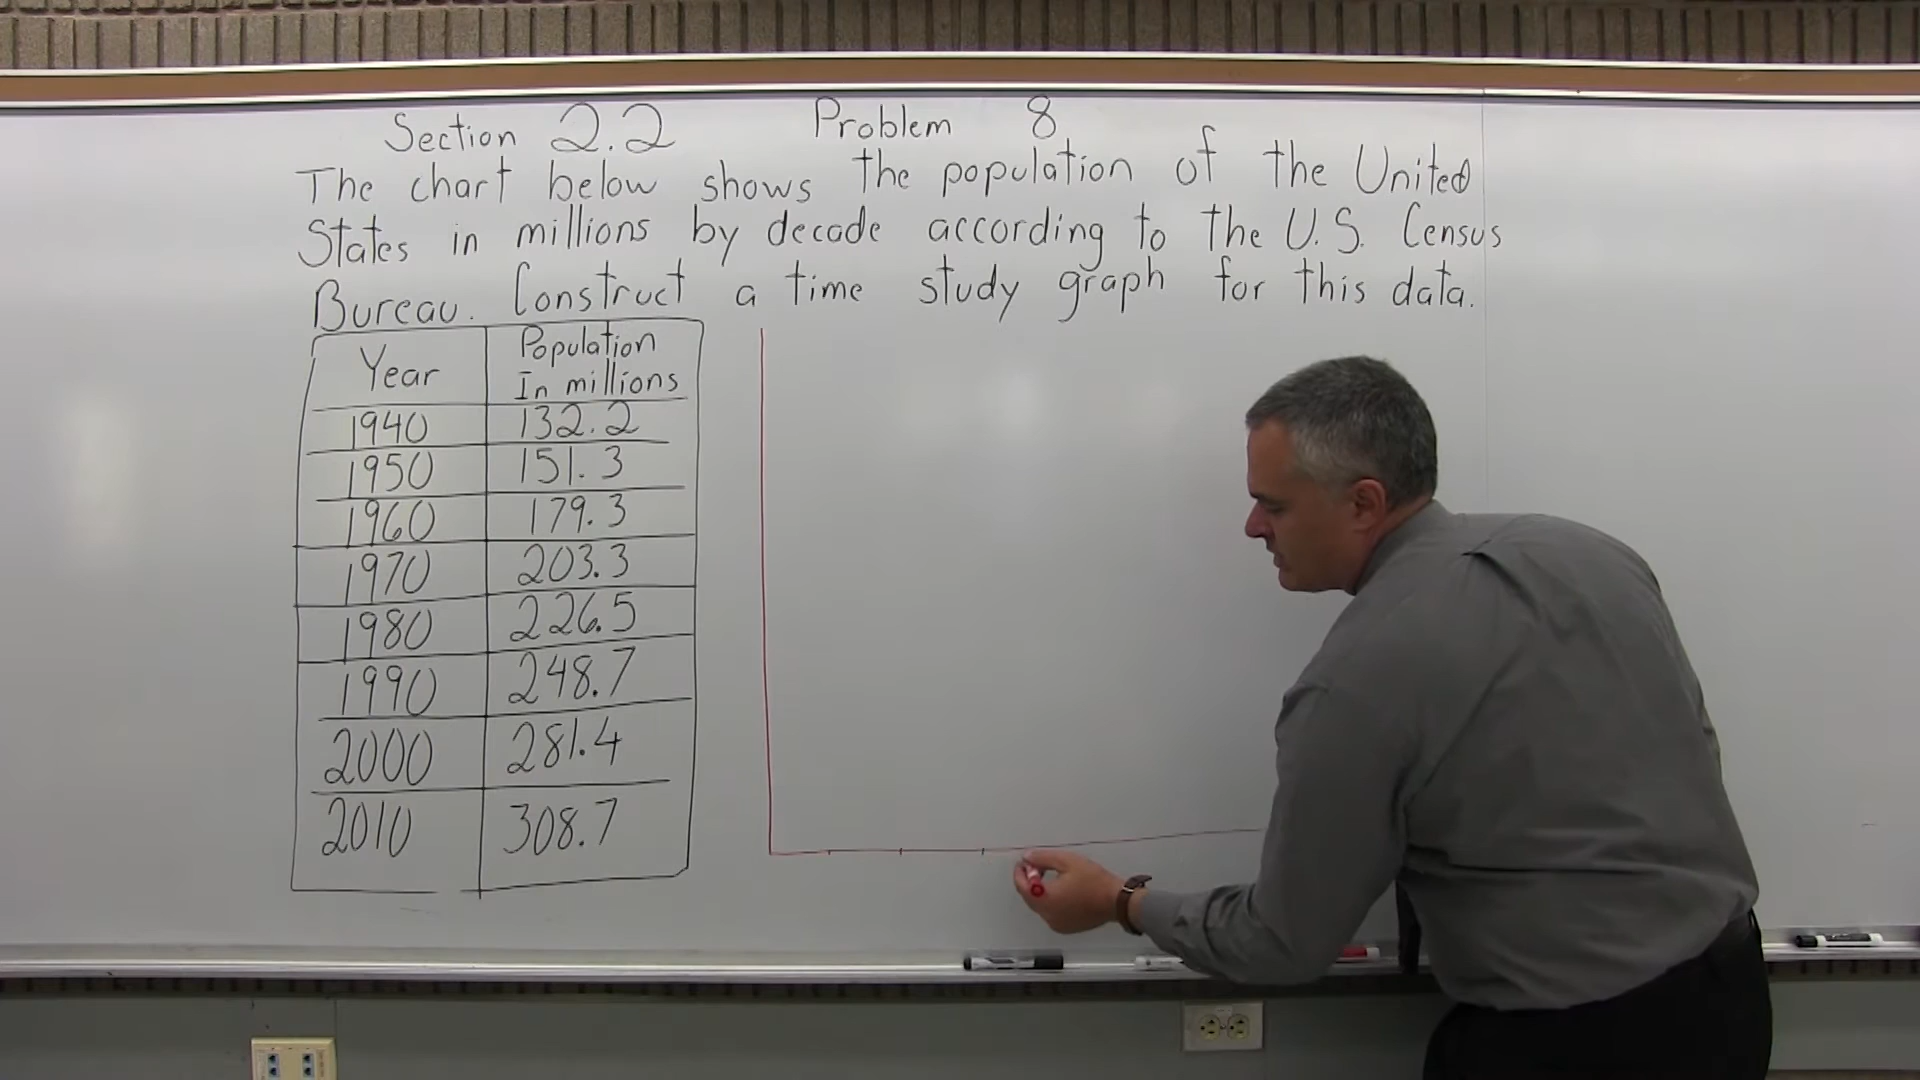 Section 2.2 Problem 8
The chart below shows the population of the United
States in millions by decade according to the U.S. Census
Bureau. Construct a time study graph for this data.
Year Population In millions
1940 132.2
1950 151.3
1960 179.3
1970 203.3
1980 226.5
1990 248.7
2000 281.4
2010 308.7